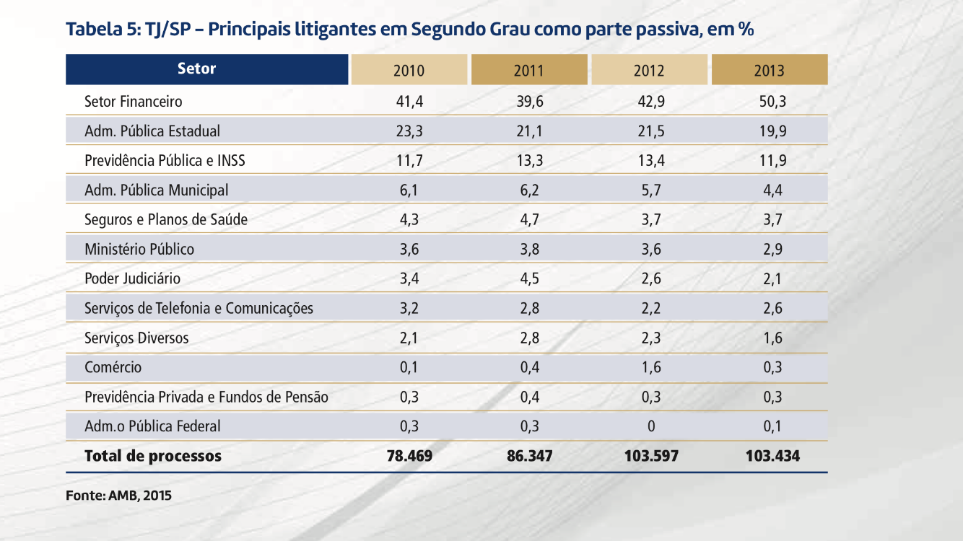 Tabela 5: TJ/SP – Principais litigantes em Segundo Grau como parte passiva, em %
Setor 2010 2011 2012 2013
Setor Financeiro 41,4 39,6 42,9 50,3
Adm. Pública Estadual 23,3 21,1 21,5 19,9
Previdência Pública e INSS 11,7 13,3 13,4 11,9
Adm. Pública Municipal 6,1 6,2 5,7 4,4
Seguros e Planos de Saúde 4,3 4,7 3,7 3,7
Ministério Público 3,6 3,8 3,6 2,9
Poder Judiciário 3,4 4,5 2,6 2,1
Serviços de Telefonia e Comunicações 3,2 2,8 2,2 2,6
Serviços Diversos 2,1 2,8 2,3 1,6
Comércio 0,1 0,4 1,6 0,3
Previdência Privada e Fundos de Pensão 0,3 0,4 0,3 0,3
Adm.o Pública Federal 0,3 0,3 0 0,1
Total de processos 78.469 86.347 103.597 103.434
Fonte: AMB, 2015